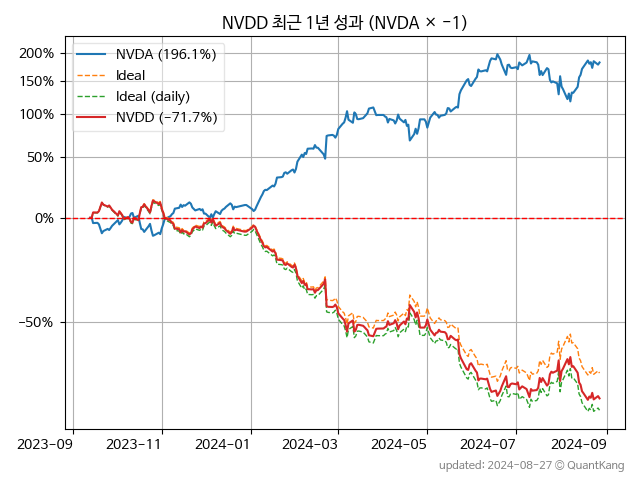 NVDD 최근 1년 성과 (NVDA × −1)
NVDA (196.1%)
Ideal
Ideal (daily)
NVDD (−71.7%)
200%
150%
100%
50%
0%
−50%
2023-09
2023-11
2024-01
2024-03
2024-05
2024-07
2024-09
updated: 2024-08-27 © QuantKang